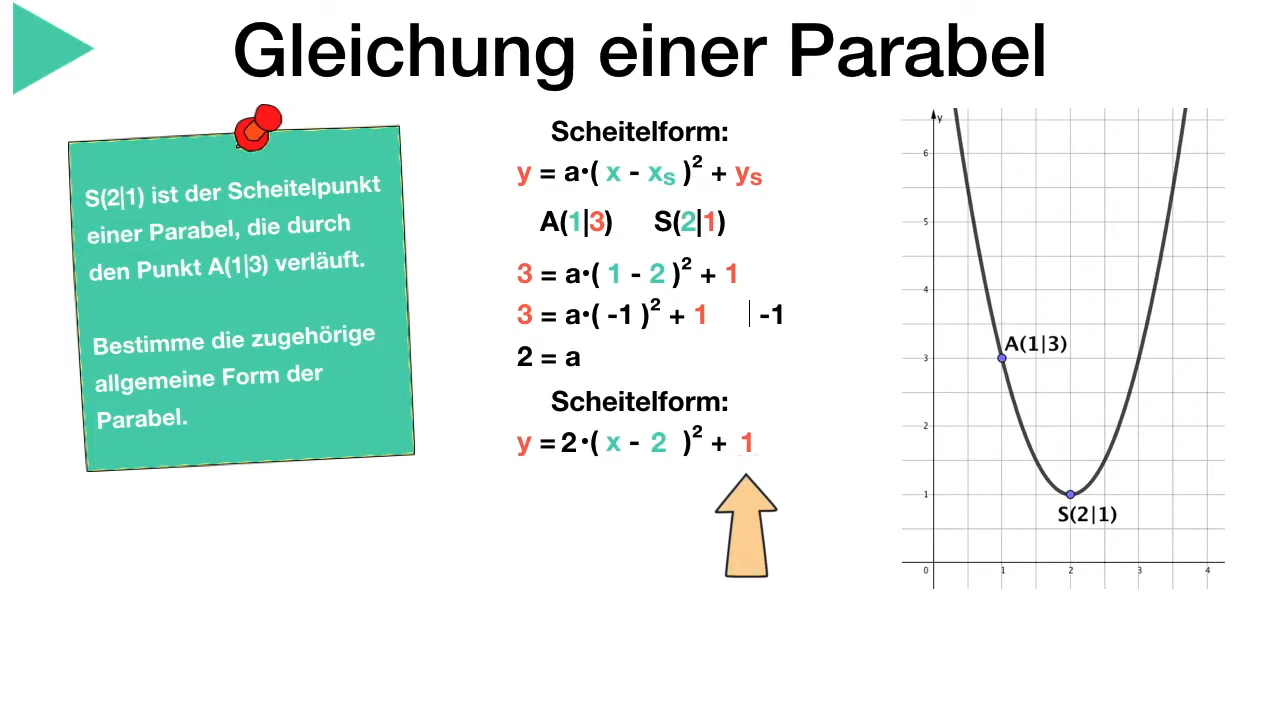 Gleichung einer Parabel
S(2|1) ist der Scheitelpunkt
einer Parabel, die durch
den Punkt A(1|3) verläuft.
Bestimme die zugehörige
allgemeine Form der
Parabel.
Scheitelform:
y = a·( x - xₛ )² + yₛ
A(1|3) S(2|1)
3 = a·( 1 - 2 )² + 1
3 = a·( -1 )² + 1 | -1
2 = a
Scheitelform:
y = 2·( x - 2 )² + 1
y
6
5
4
3
2
1
0
1
2
3
4
A(1|3)
S(2|1)